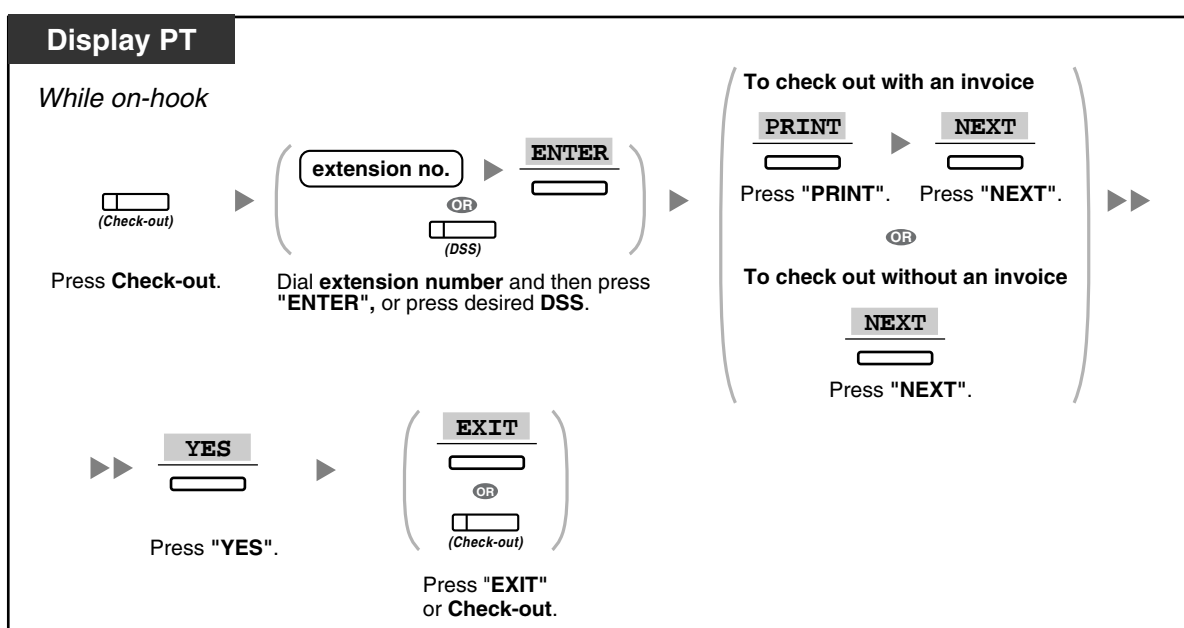 Display PT
While on-hook
(Check-out)
Press Check-out.
extension no.
ENTER
OR
(DSS)
Dial extension number and then press
"ENTER", or press desired DSS.
To check out with an invoice
PRINT
NEXT
Press "PRINT".
Press "NEXT".
OR
To check out without an invoice
NEXT
Press "NEXT".
YES
Press "YES".
EXIT
OR
(Check-out)
Press "EXIT"
or Check-out.